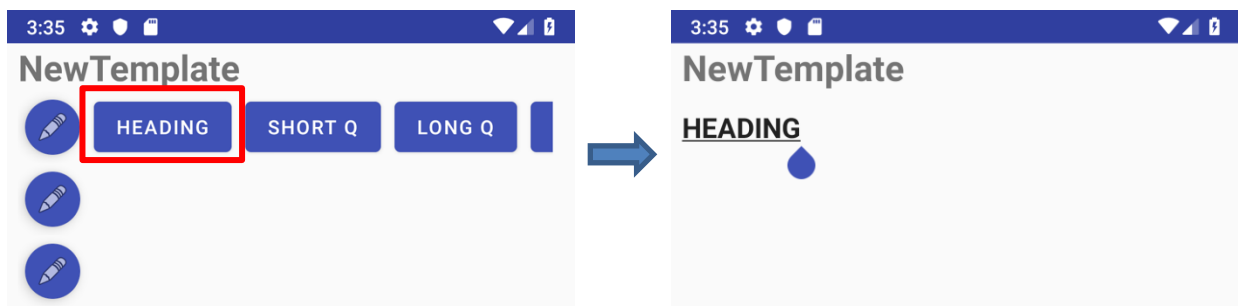 3:35
NewTemplate
HEADING SHORT Q LONG Q
3:35
NewTemplate
HEADING